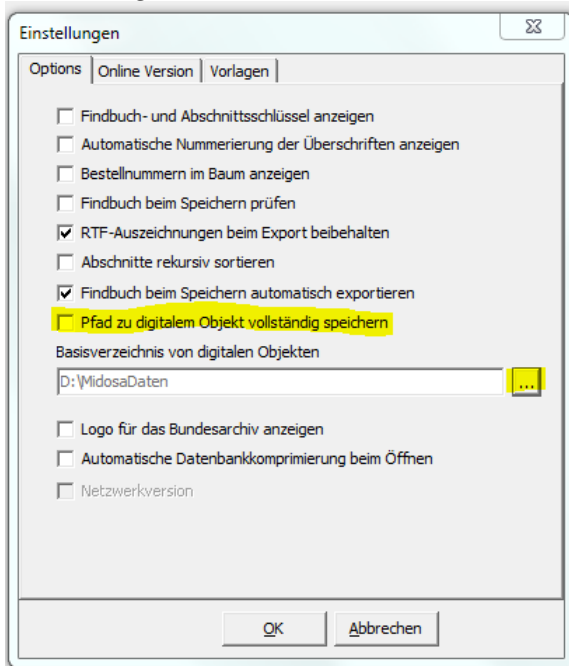 Einstellungen
Options Online Version Vorlagen
Findbuch- und Abschnittsschlüssel anzeigen
Automatische Nummerierung der Überschriften anzeigen
Bestellnummern im Baum anzeigen
Findbuch beim Speichern prüfen
RTF-Auszeichnungen beim Export beibehalten
Abschnitte rekursiv sortieren
Findbuch beim Speichern automatisch exportieren
Pfad zu digitalem Objekt vollständig speichern
Basisverzeichnis von digitalen Objekten
D:\MidosaDaten ...
Logo für das Bundesarchiv anzeigen
Automatische Datenbankkomprimierung beim Öffnen
Netzwerkversion
OK Abbrechen